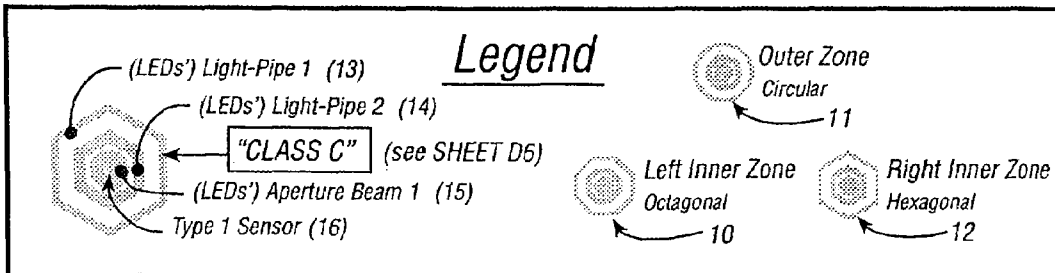 Legend
(LEDs') Light-Pipe 1 (13)
(LEDs') Light-Pipe 2 (14)
"CLASS C" (see SHEET D6)
(LEDs') Aperture Beam 1 (15)
Type 1 Sensor (16)
Outer Zone
Circular
11
Left Inner Zone
Octagonal
10
Right Inner Zone
Hexagonal
12